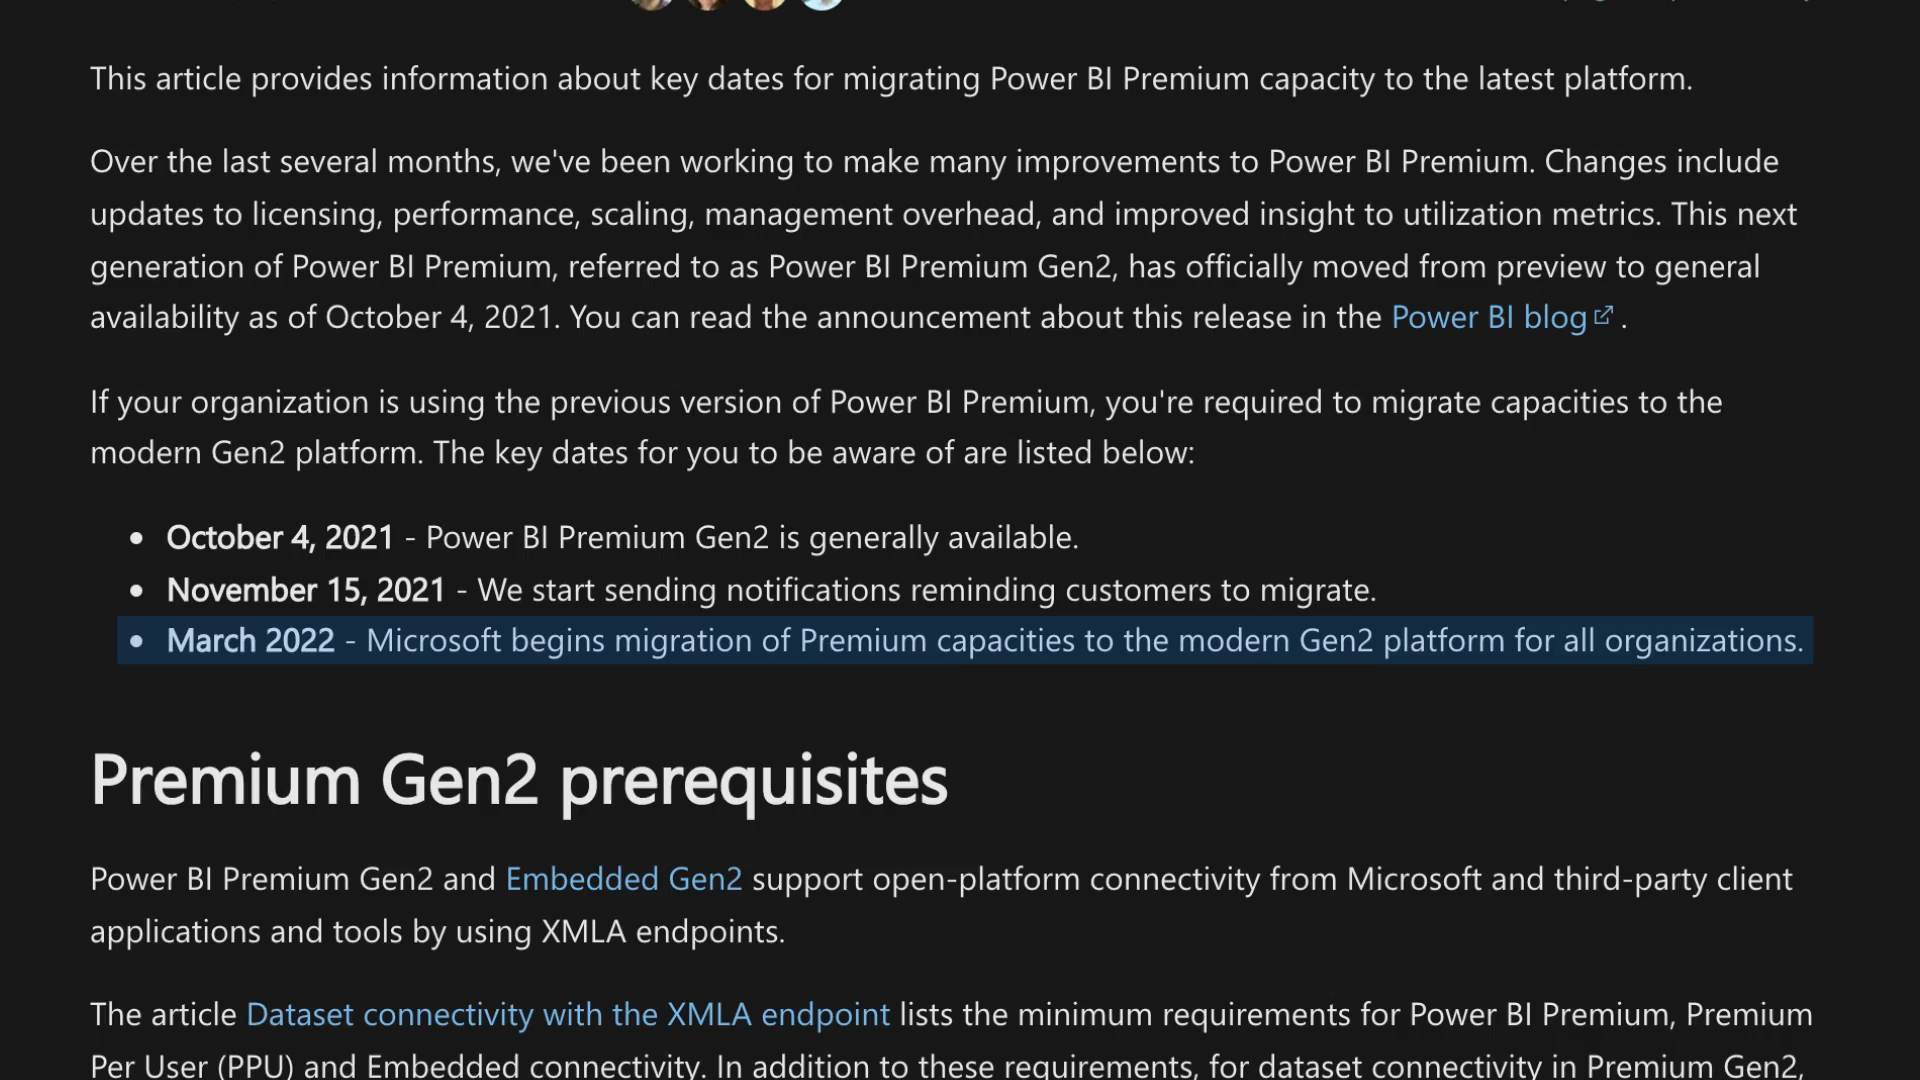 This article provides information about key dates for migrating Power BI Premium capacity to the latest platform.
Over the last several months, we've been working to make many improvements to Power BI Premium. Changes include
updates to licensing, performance, scaling, management overhead, and improved insight to utilization metrics. This next
generation of Power BI Premium, referred to as Power BI Premium Gen2, has officially moved from preview to general
availability as of October 4, 2021. You can read the announcement about this release in the Power BI blog .
If your organization is using the previous version of Power BI Premium, you're required to migrate capacities to the
modern Gen2 platform. The key dates for you to be aware of are listed below:
• October 4, 2021 - Power BI Premium Gen2 is generally available.
• November 15, 2021 - We start sending notifications reminding customers to migrate.
• March 2022 - Microsoft begins migration of Premium capacities to the modern Gen2 platform for all organizations.
Premium Gen2 prerequisites
Power BI Premium Gen2 and Embedded Gen2 support open-platform connectivity from Microsoft and third-party client
applications and tools by using XMLA endpoints.
The article Dataset connectivity with the XMLA endpoint lists the minimum requirements for Power BI Premium, Premium
Per User (PPU) and Embedded connectivity. In addition to these requirements, for dataset connectivity in Premium Gen2,